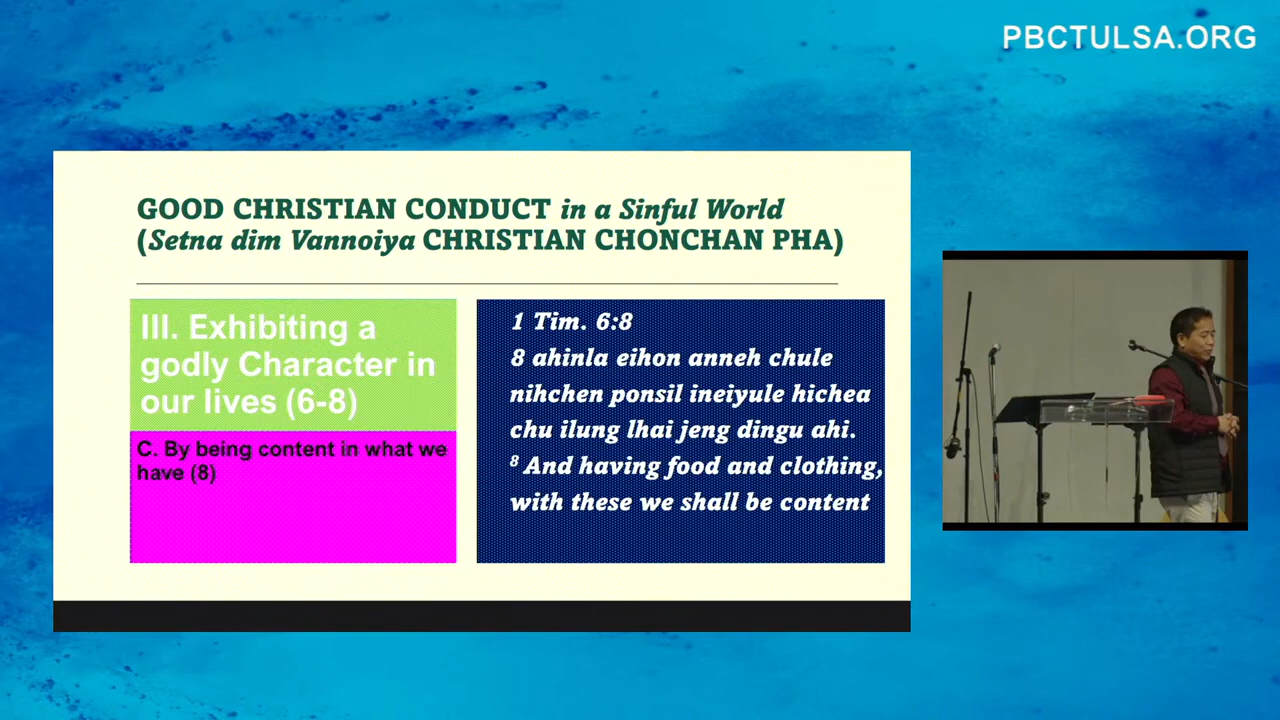 PBCTULSA.ORG
GOOD CHRISTIAN CONDUCT in a Sinful World
(Setna dim Vannoiya CHRISTIAN CHONCHAN PHA)
III. Exhibiting a
godly Character in
our lives (6-8)
C. By being content in what we
have (8)
1 Tim. 6:8
8 ahinla eihon anneh chule
nihchen ponsil ineiyule hichea
chu ilung lhai jeng dingu ahi.
⁸ And having food and clothing,
with these we shall be content